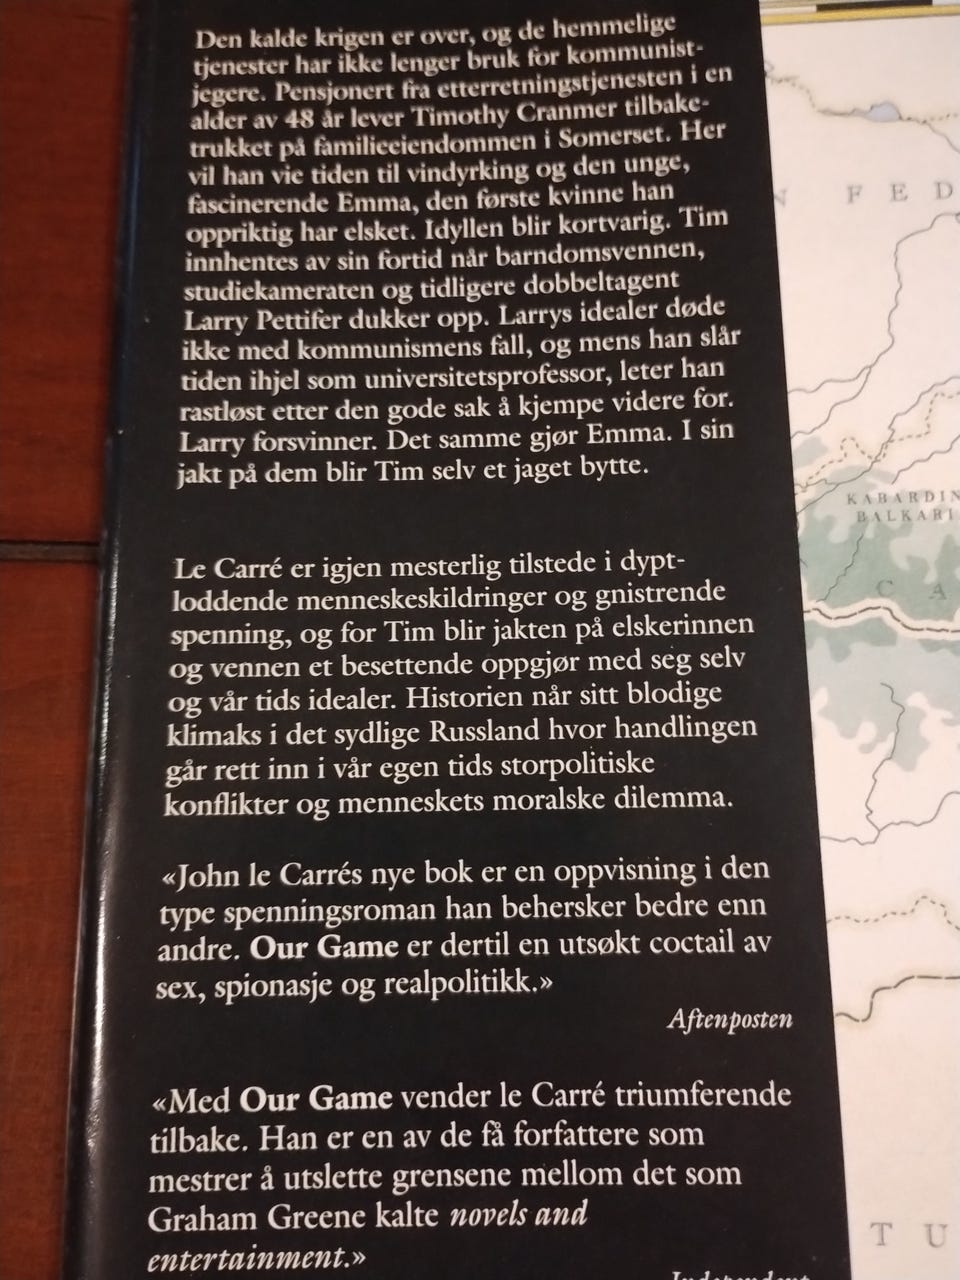 Den kalde krigen er over, og de hemmelige
tjenester har ikke lenger bruk for kommunist-
jegere. Pensjonert fra etterretningstjenesten i en
alder av 48 år lever Timothy Cranmer tilbake-
trukket på familieeiendommen i Somerset. Her
vil han vie tiden til vindyrking og den unge,
fascinerende Emma, den første kvinne han
oppriktig har elsket. Idyllen blir kortvarig. Tim
innhentes av sin fortid når barndomsvennen,
studiekameraten og tidligere dobbeltagent
Larry Pettifer dukker opp. Larrys idealer døde
ikke med kommunismens fall, og mens han slår
tiden ihjel som universitetsprofessor, leter han
rastløst etter den gode sak å kjempe videre for.
Larry forsvinner. Det samme gjør Emma. I sin
jakt på dem blir Tim selv et jaget bytte.
Le Carré er igjen mesterlig tilstede i dypt-
loddende menneskeskildringer og gnistrende
spenning, og for Tim blir jakten på elskerinnen
og vennen et besettende oppgjør med seg selv
og vår tids idealer. Historien når sitt blodige
klimaks i det sydlige Russland hvor handlingen
går rett inn i vår egen tids storpolitiske
konflikter og menneskets moralske dilemma.
«John le Carrés nye bok er en oppvisning i den
type spenningsroman han behersker bedre enn
andre. Our Game er dertil en utsøkt coctail av
sex, spionasje og realpolitikk.»
Aftenposten
«Med Our Game vender le Carré triumferende
tilbake. Han er en av de få forfattere som
mestrer å utslette grensene mellom det som
Graham Greene kalte novels and
entertainment.»
Independent
N FED
KABARDIN
BALKARI
CA
TU